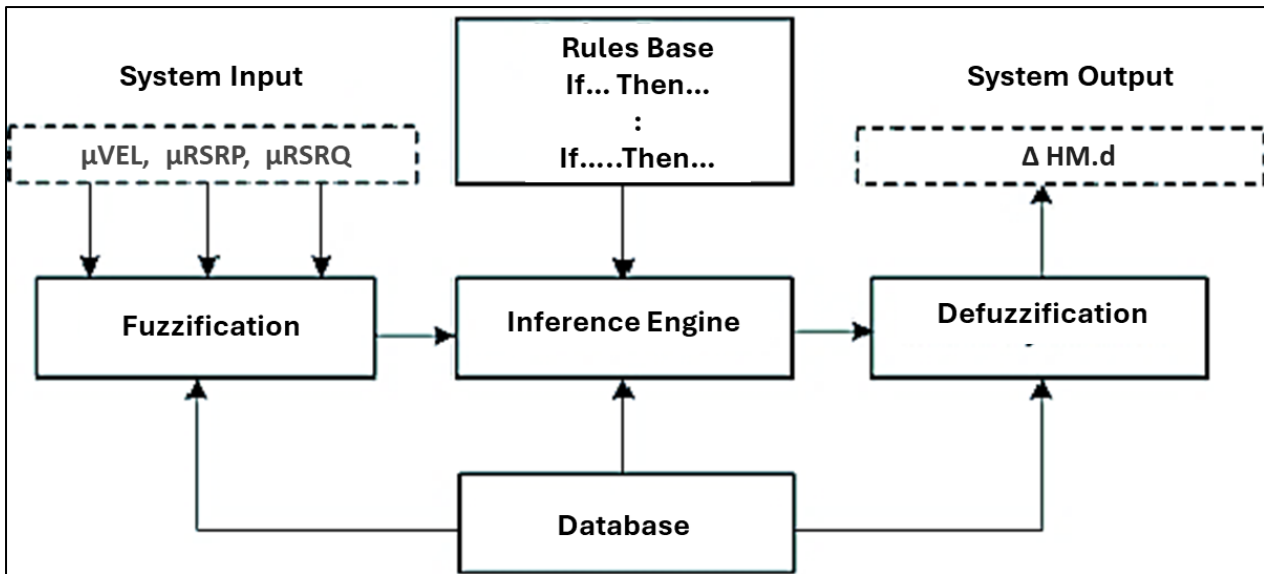 System Input
μVEL, μRSRP, μRSRQ
Rules Base
If... Then...
:
If.....Then...
System Output
Δ HM.d
Fuzzification
Inference Engine
Defuzzification
Database